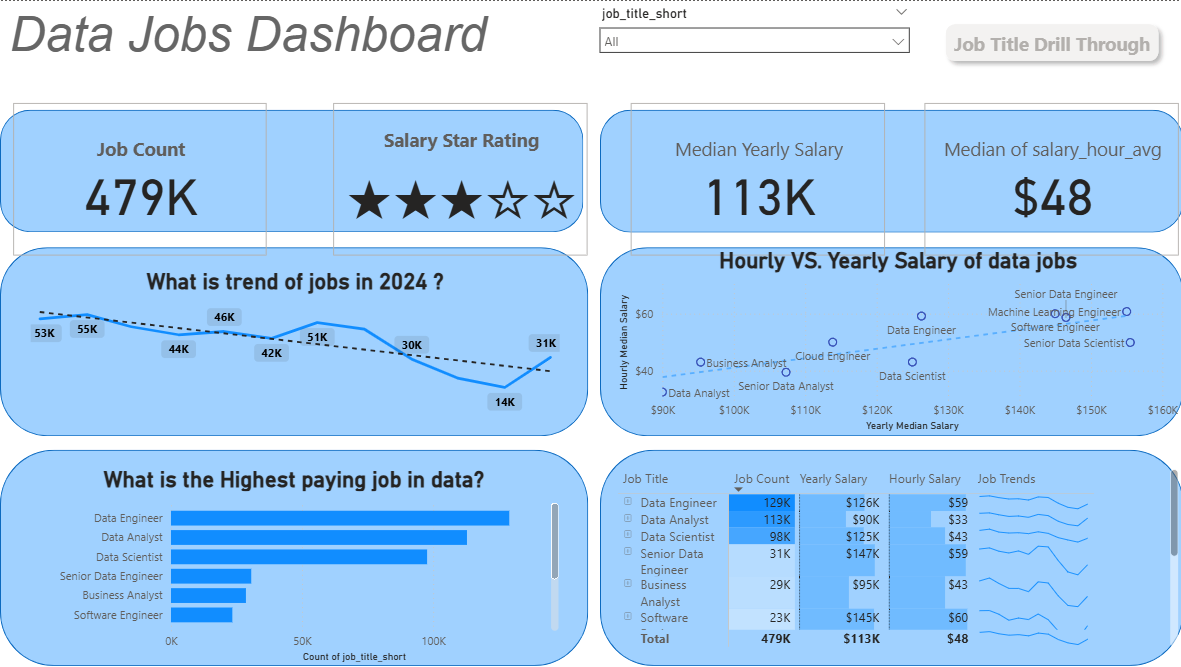 Data Jobs Dashboard
job_title_short
All
Job Title Drill Through
Job Count
479K
Salary Star Rating
★★★☆☆
Median Yearly Salary
113K
Median of salary_hour_avg
$48
What is trend of jobs in 2024 ?
53K
55K
44K
46K
42K
51K
30K
14K
31K
Hourly VS. Yearly Salary of data jobs
Hourly Median Salary
$60
$40
Senior Data Engineer
Machine Learning Engineer
Software Engineer
Data Engineer
Senior Data Scientist
Cloud Engineer
Business Analyst
Data Scientist
Senior Data Analyst
Data Analyst
$90K $100K $110K $120K $130K $140K $150K $160K
Yearly Median Salary
What is the Highest paying job in data?
Data Engineer
Data Analyst
Data Scientist
Senior Data Engineer
Business Analyst
Software Engineer
0K 50K 100K
Count of job_title_short
Job Title Job Count Yearly Salary Hourly Salary Job Trends
Data Engineer 129K $126K $59
Data Analyst 113K $90K $33
Data Scientist 98K $125K $43
Senior Data 31K $147K $59
Engineer
Business 29K $95K $43
Analyst
Software 23K $145K $60
Total 479K $113K $48